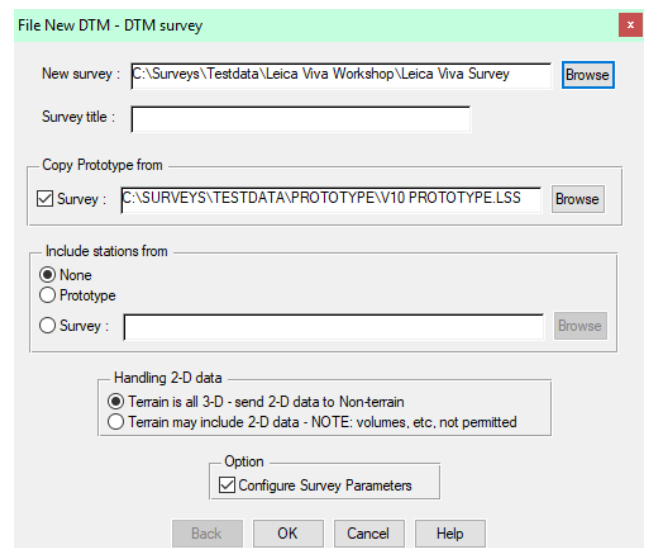 File New DTM - DTM survey x
New survey : C:\Surveys\Testdata\Leica Viva Workshop\Leica Viva Survey Browse
Survey title :
Copy Prototype from
Survey : C:\SURVEYS\TESTDATA\PROTOTYPE\V10 PROTOTYPE.LSS Browse
Include stations from
None
Prototype
Survey : Browse
Handling 2-D data
Terrain is all 3-D - send 2-D data to Non-terrain
Terrain may include 2-D data - NOTE: volumes, etc, not permitted
Option
Configure Survey Parameters
Back OK Cancel Help